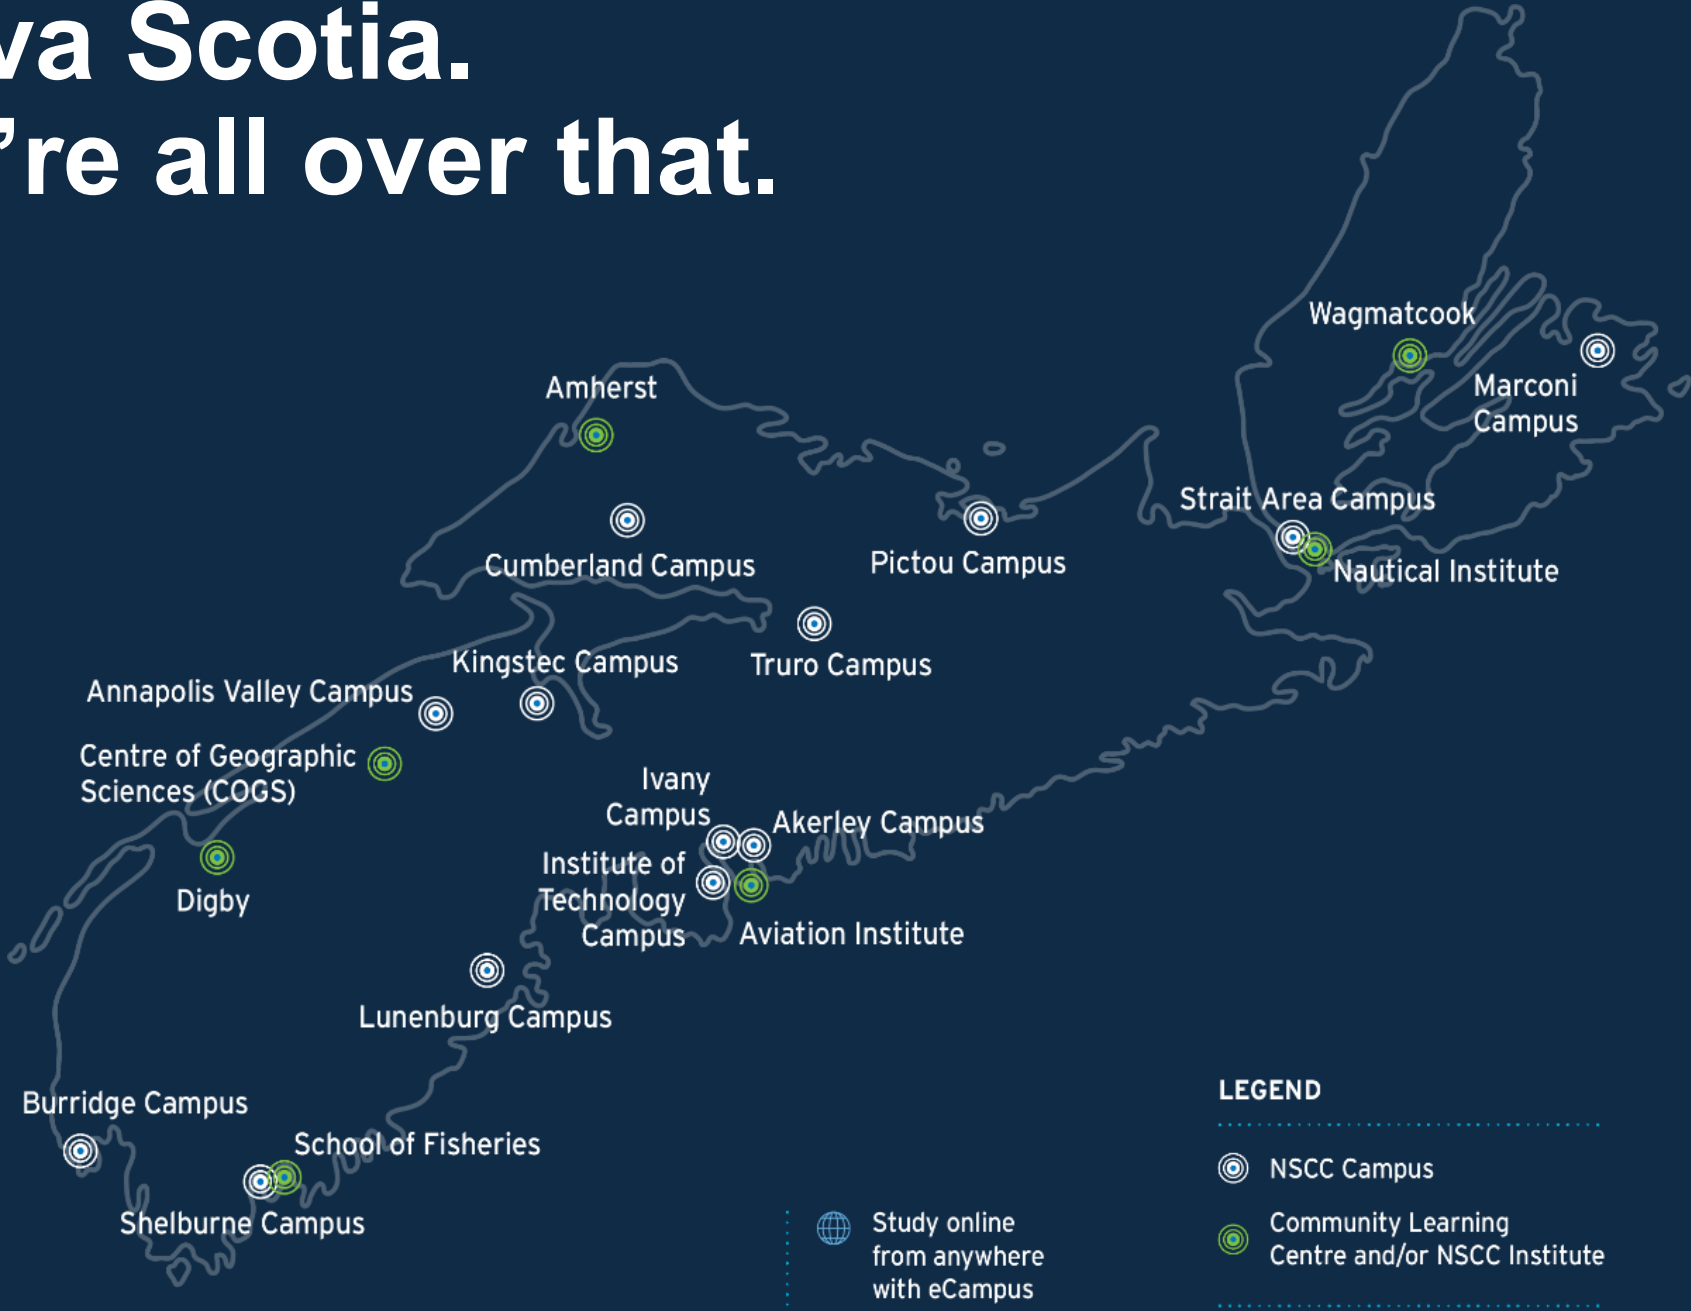 va Scotia.
’re all over that.
Wagmatcook
Marconi
Campus
Amherst
Strait Area Campus
Nautical Institute
Cumberland Campus
Pictou Campus
Kingstec Campus
Truro Campus
Annapolis Valley Campus
Centre of Geographic
Sciences (COGS)
Ivany
Campus
Akerley Campus
Institute of
Technology
Campus
Aviation Institute
Digby
Lunenburg Campus
Burridge Campus
School of Fisheries
Shelburne Campus
Study online
from anywhere
with eCampus
LEGEND
NSCC Campus
Community Learning
Centre and/or NSCC Institute